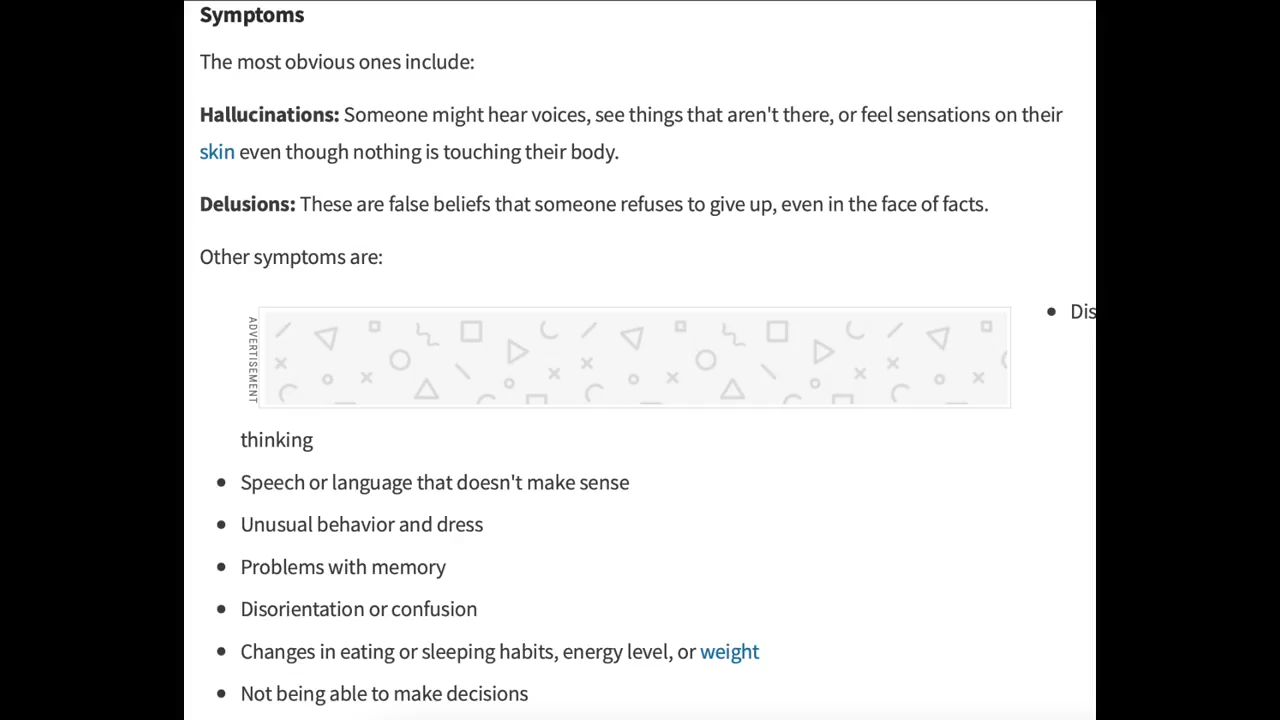 Symptoms
The most obvious ones include:
Hallucinations: Someone might hear voices, see things that aren't there, or feel sensations on their
skin even though nothing is touching their body.
Delusions: These are false beliefs that someone refuses to give up, even in the face of facts.
Other symptoms are:
ADVERTISEMENT
• Dis
thinking
• Speech or language that doesn't make sense
• Unusual behavior and dress
• Problems with memory
• Disorientation or confusion
• Changes in eating or sleeping habits, energy level, or weight
• Not being able to make decisions